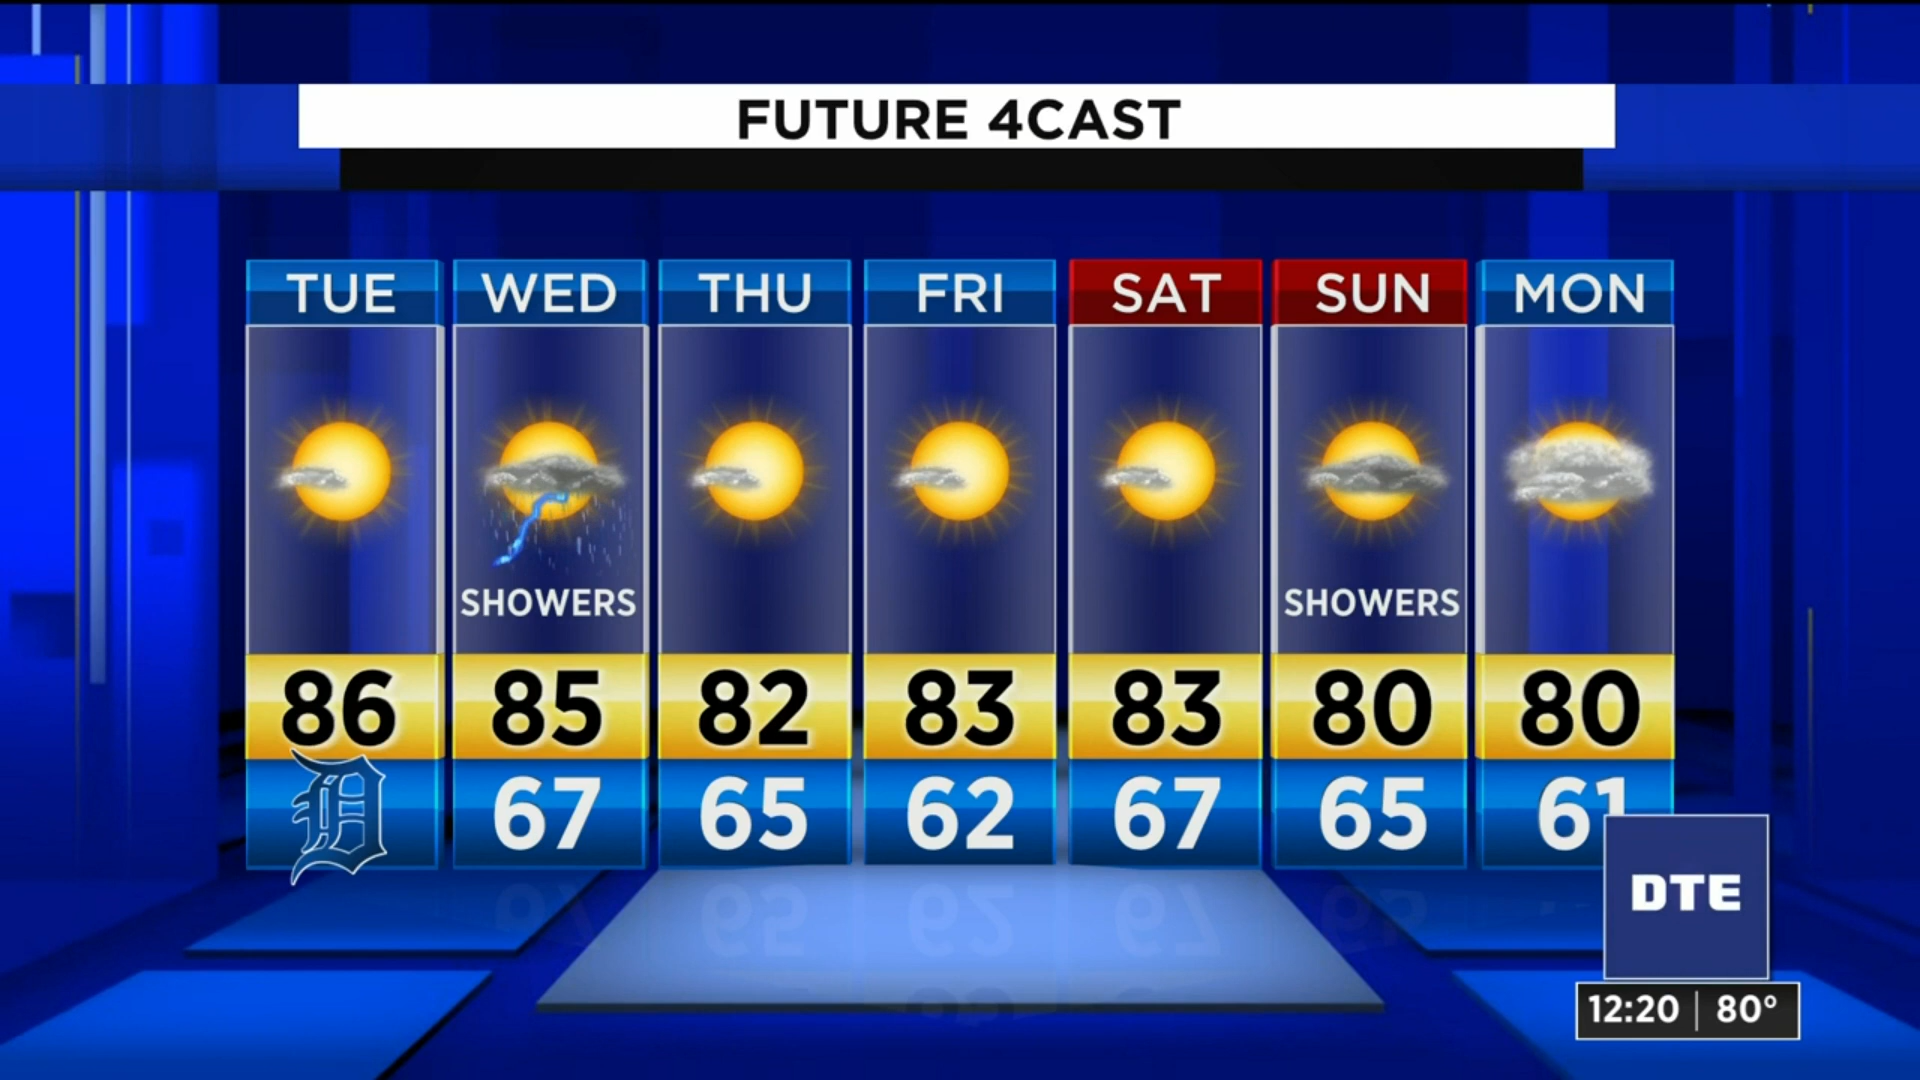 FUTURE 4CAST
TUE WED THU FRI SAT SUN MON
SHOWERS SHOWERS
86 85 82 83 83 80 80
D 67 65 62 67 65 61
DTE
12:20 | 80°